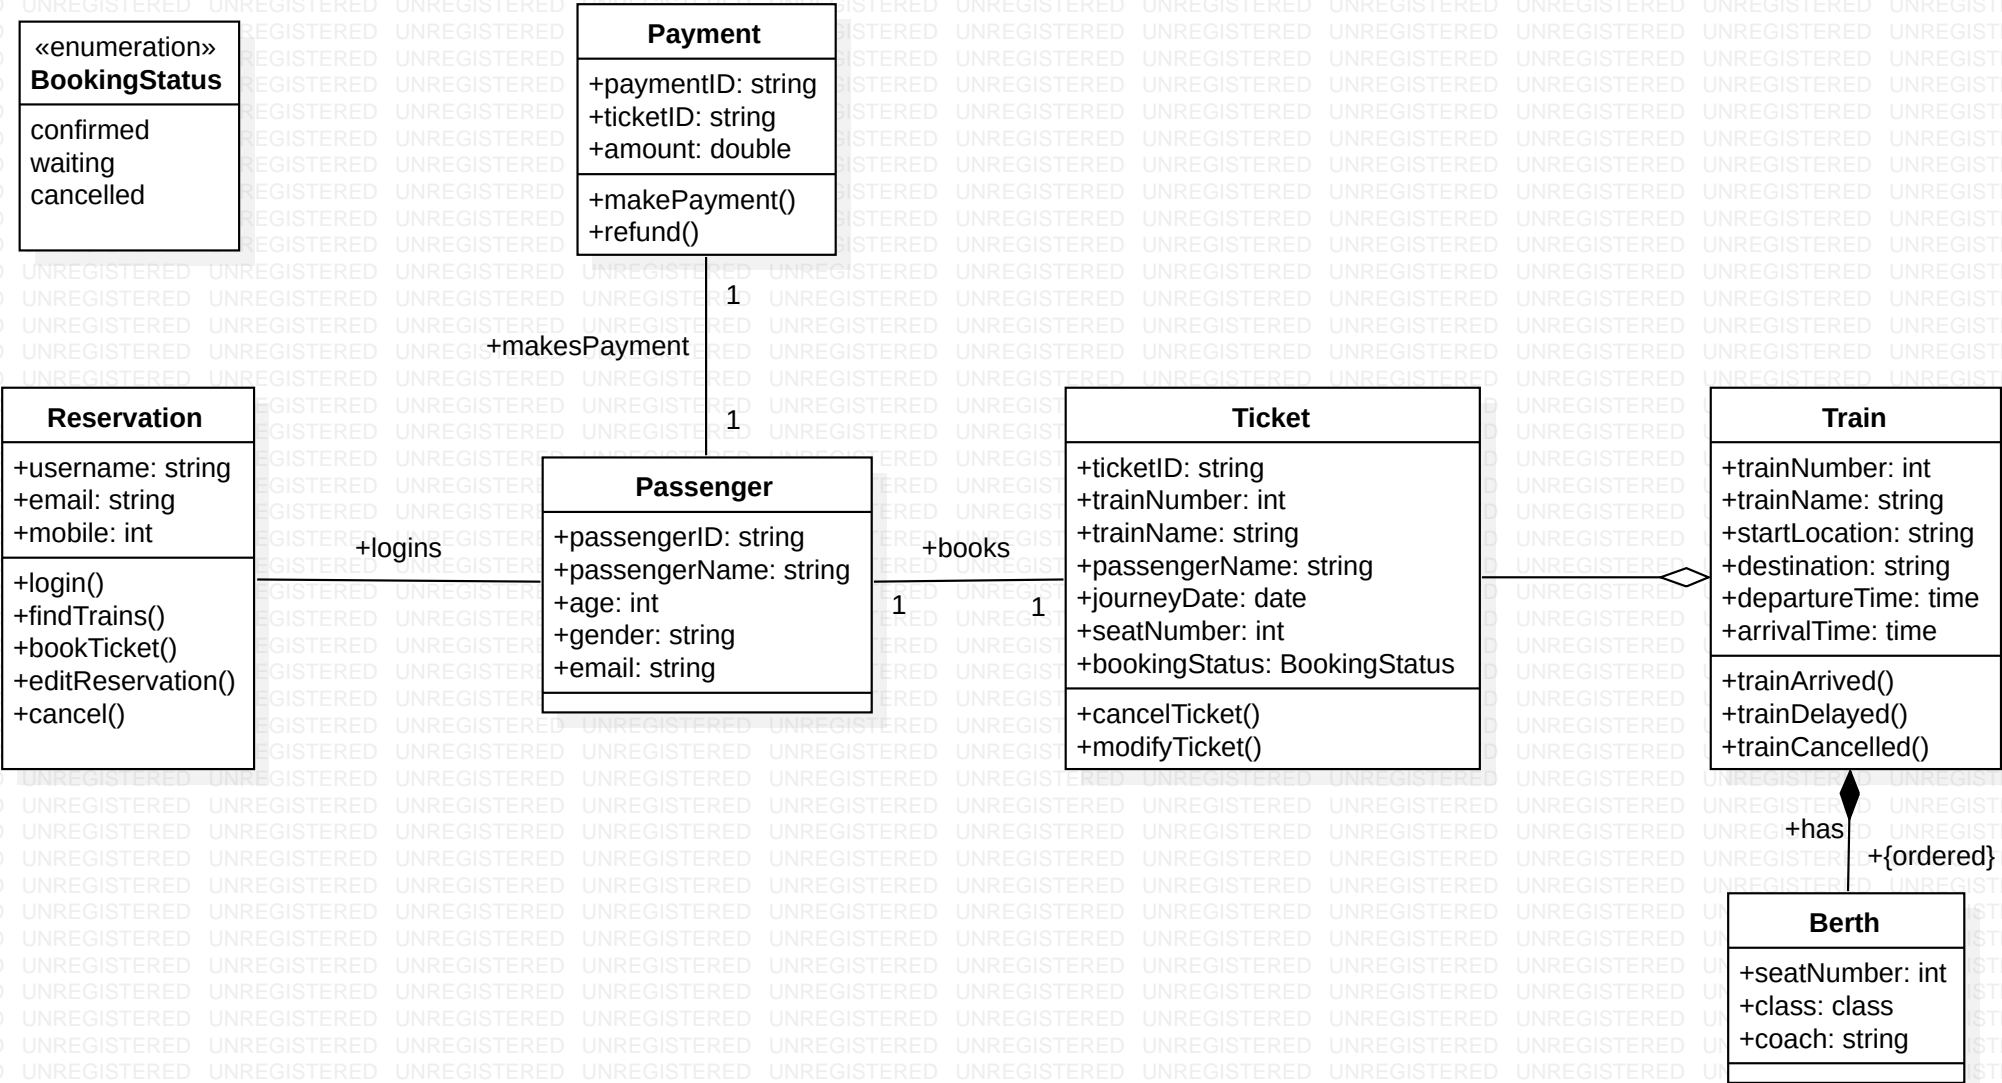 «enumeration»
BookingStatus
confirmed
waiting
cancelled
Payment
+paymentID: string
+ticketID: string
+amount: double
+makePayment()
+refund()
1
+makesPayment
1
Reservation
+username: string
+email: string
+mobile: int
+login()
+findTrains()
+bookTicket()
+editReservation()
+cancel()
+logins
Passenger
+passengerID: string
+passengerName: string
+age: int
+gender: string
+email: string
+books
1
1
Ticket
+ticketID: string
+trainNumber: int
+trainName: string
+passengerName: string
+journeyDate: date
+seatNumber: int
+bookingStatus: BookingStatus
+cancelTicket()
+modifyTicket()
Train
+trainNumber: int
+trainName: string
+startLocation: string
+destination: string
+departureTime: time
+arrivalTime: time
+trainArrived()
+trainDelayed()
+trainCancelled()
+has
+{ordered}
Berth
+seatNumber: int
+class: class
+coach: string
UNREGISTERED